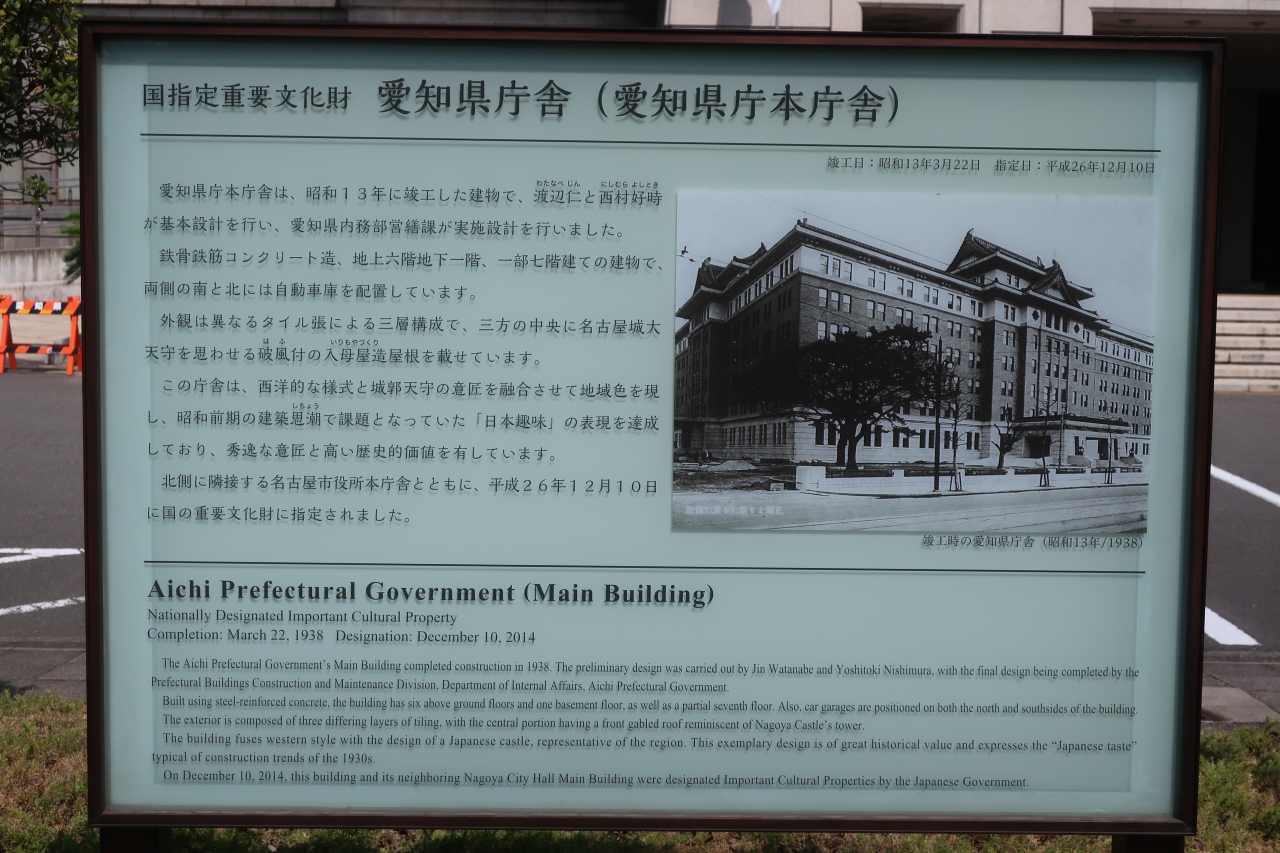 国指定重要文化財 愛知県庁舎（愛知県庁本庁舎）
竣工日：昭和13年3月22日 指定日：平成26年12月10日
愛知県庁本庁舎は、昭和１３年に竣工した建物で、渡辺仁と西村好時
わたなべ じん にしむら よしとき
が基本設計を行い、愛知県内務部営繕課が実施設計を行いました。
鉄骨鉄筋コンクリート造、地上六階地下一階、一部七階建ての建物で、
両側の南と北には自動車庫を配置しています。
外観は異なるタイル張による三層構成で、三方の中央に名古屋城大
天守を思わせる破風付の入母屋造屋根を載せています。
は ふ いりもやづくり
この庁舎は、西洋的な様式と城郭天守の意匠を融合させて地域色を現
し、昭和前期の建築思潮で課題となっていた「日本趣味」の表現を達成
しちょう
しており、秀逸な意匠と高い歴史的価値を有しています。
北側に隣接する名古屋市役所本庁舎とともに、平成２６年１２月１０日
に国の重要文化財に指定されました。
竣工時の愛知県庁舎（昭和13年/1938）
Aichi Prefectural Government (Main Building)
Nationally Designated Important Cultural Property
Completion: March 22, 1938 Designation: December 10, 2014
The Aichi Prefectural Government's Main Building completed construction in 1938. The preliminary design was carried out by Jin Watanabe and Yoshitoki Nishimura, with the final design being completed by the
Prefectural Buildings Construction and Maintenance Division, Department of Internal Affairs, Aichi Prefectural Government.
Built using steel-reinforced concrete, the building has six above ground floors and one basement floor, as well as a partial seventh floor. Also, car garages are positioned on both the north and southsides of the building.
The exterior is composed of three differing layers of tiling, with the central portion having a front gabled roof reminiscent of Nagoya Castle's tower.
The building fuses western style with the design of a Japanese castle, representative of the region. This exemplary design is of great historical value and expresses the “Japanese taste”
typical of construction trends of the 1930s.
On December 10, 2014, this building and its neighboring Nagoya City Hall Main Building were designated Important Cultural Properties by the Japanese Government.